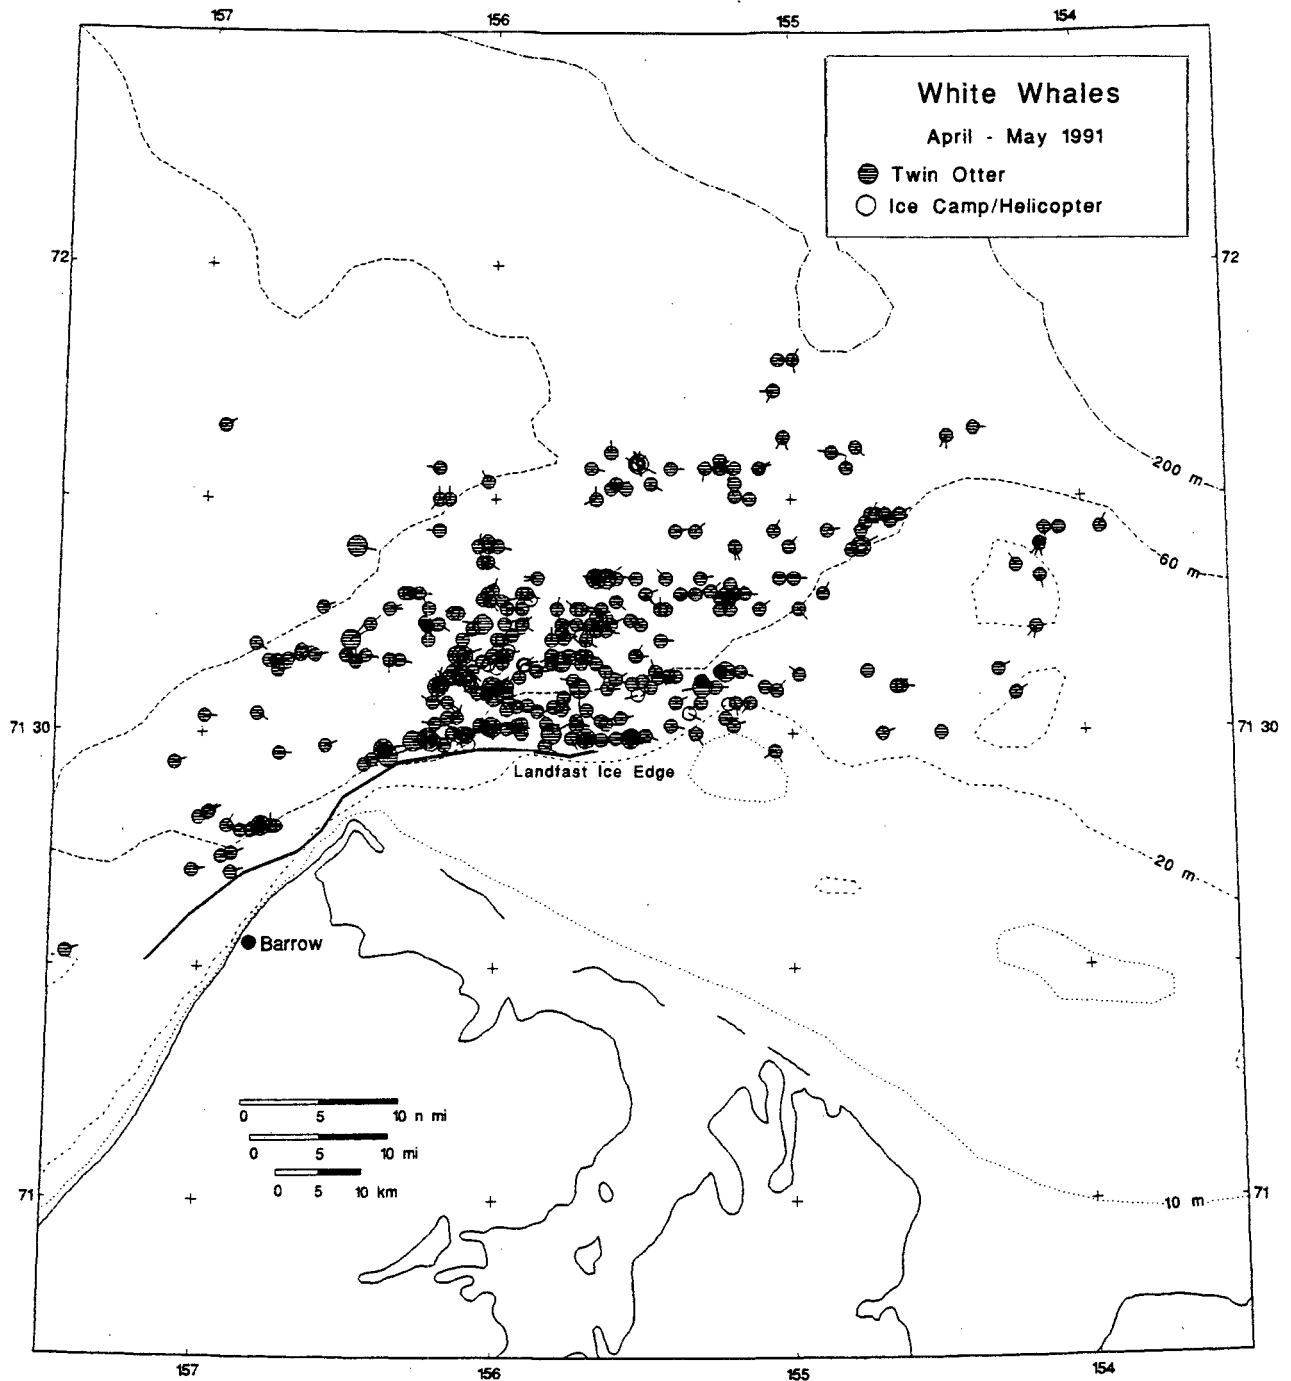 157 156 155 154
White Whales
April - May 1991
Twin Otter
Ice Camp/Helicopter
72 72
200 m
60 m
71 30 71 30
Landfast Ice Edge
20 m
Barrow
0 5 10 n mi
0 5 10 mi
0 5 10 km
71 71
10 m
157 156 155 154